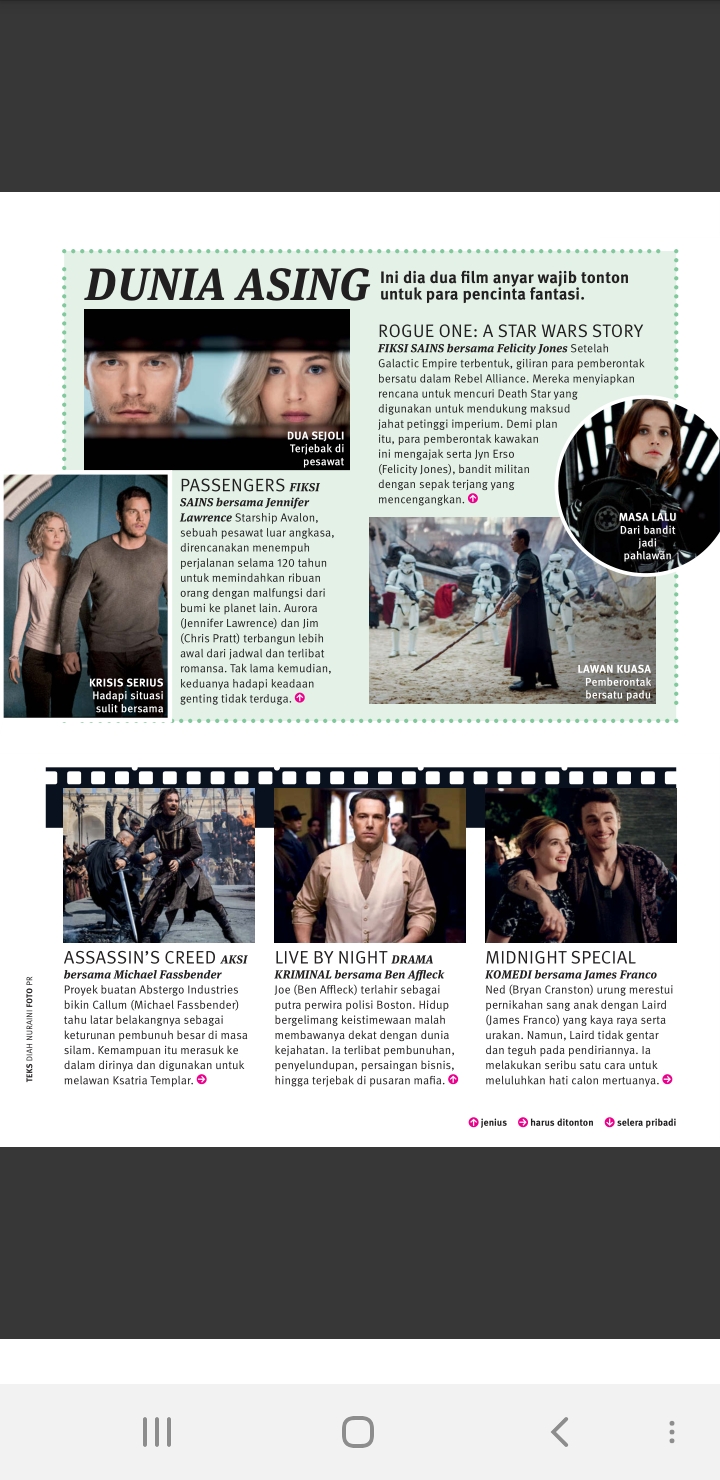 DUNIA ASING
Ini dia dua film anyar wajib tonton
untuk para pencinta fantasi.
DUA SEJOLI
Terjebak di
pesawat
KRISIS SERIUS
Hadapi situasi
sulit bersama
PASSENGERS FIKSI
SAINS bersama Jennifer
Lawrence Starship Avalon,
sebuah pesawat luar angkasa,
direncanakan menempuh
perjalanan selama 120 tahun
untuk memindahkan ribuan
orang dengan malfungsi dari
bumi ke planet lain. Aurora
(Jennifer Lawrence) dan Jim
(Chris Pratt) terbangun lebih
awal dari jadwal dan terlibat
romansa. Tak lama kemudian,
keduanya hadapi keadaan
genting tidak terduga.
ROGUE ONE: A STAR WARS STORY
FIKSI SAINS bersama Felicity Jones Setelah
Galactic Empire terbentuk, giliran para pemberontak
bersatu dalam Rebel Alliance. Mereka menyiapkan
rencana untuk mencuri Death Star yang
digunakan untuk mendukung maksud
jahat petinggi imperium. Demi plan
itu, para pemberontak kawakan
ini mengajak serta Jyn Erso
(Felicity Jones), bandit militan
dengan sepak terjang yang
mencengangkan.
MASA LALU
Dari bandit
jadi
pahlawan
LAWAN KUASA
Pemberontak
bersatu padu
ASSASSIN'S CREED AKSI
bersama Michael Fassbender
Proyek buatan Abstergo Industries
bikin Callum (Michael Fassbender)
tahu latar belakangnya sebagai
keturunan pembunuh besar di masa
silam. Kemampuan itu merasuk ke
dalam dirinya dan digunakan untuk
melawan Ksatria Templar.
LIVE BY NIGHT DRAMA
KRIMINAL bersama Ben Affleck
Joe (Ben Affleck) terlahir sebagai
putra perwira polisi Boston. Hidup
bergelimang keistimewaan malah
membawanya dekat dengan dunia
kejahatan. Ia terlibat pembunuhan,
penyelundupan, persaingan bisnis,
hingga terjebak di pusaran mafia.
MIDNIGHT SPECIAL
KOMEDI bersama James Franco
Ned (Bryan Cranston) urung merestui
pernikahan sang anak dengan Laird
(James Franco) yang kaya raya serta
urakan. Namun, Laird tidak gentar
dan teguh pada pendiriannya. Ia
melakukan seribu satu cara untuk
meluluhkan hati calon mertuanya.
TEKS DIAH NURAINI FOTO PR
jenius harus ditonton selera pribadi